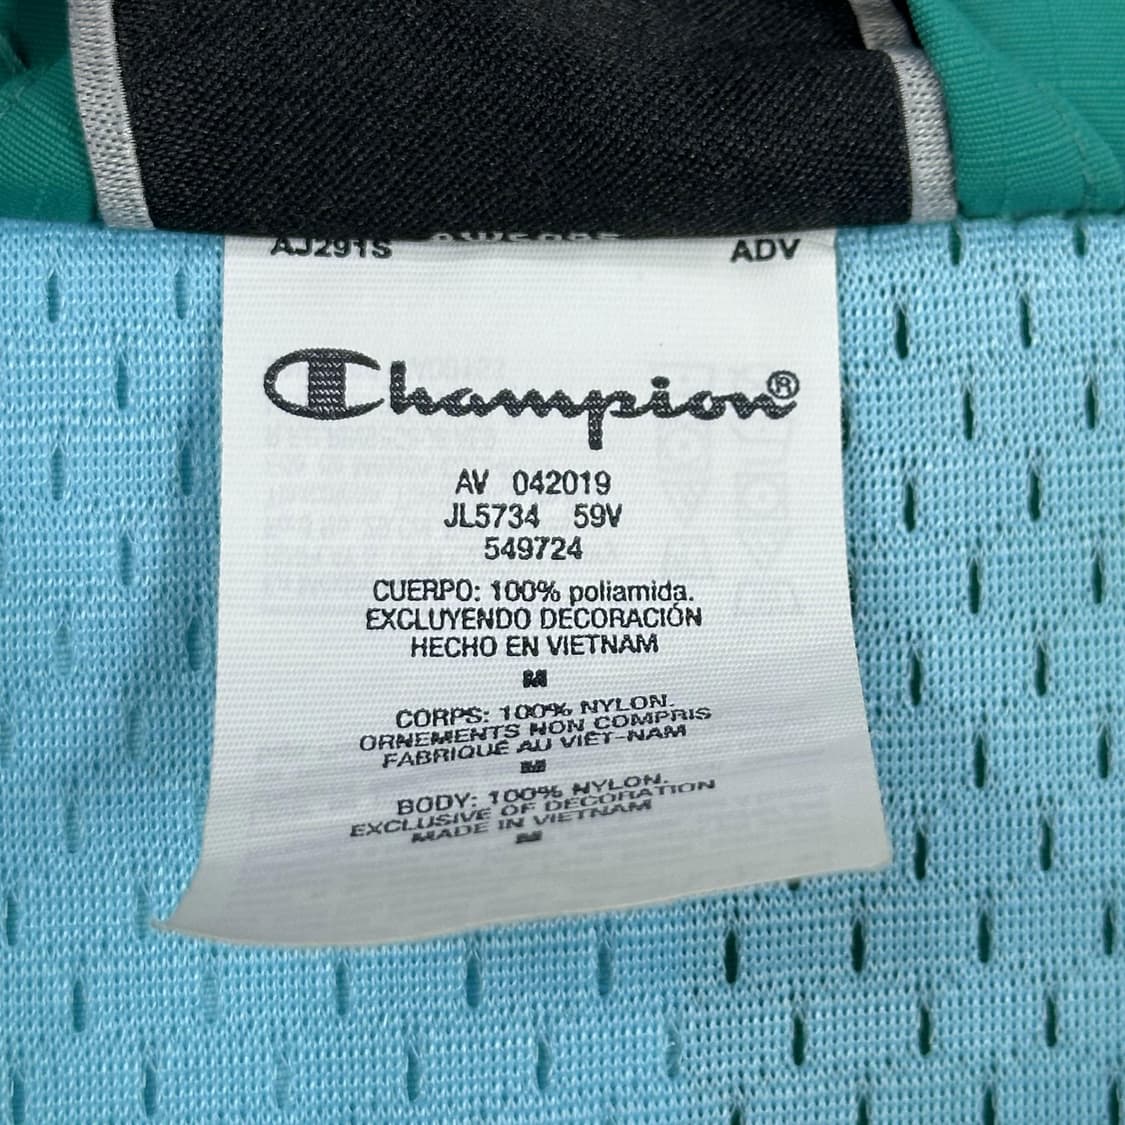 AJ291S ADV
Champion®
AV 042019
JL5734 59V
549724
CUERPO: 100% poliamida.
EXCLUYENDO DECORACIÓN
HECHO EN VIETNAM
M
CORPS: 100% NYLON.
ORNEMENTS NON COMPRIS
FABRIQUÉ AU VIÊT-NAM
M
BODY: 100% NYLON.
EXCLUSIVE OF DECORATION
MADE IN VIETNAM
M